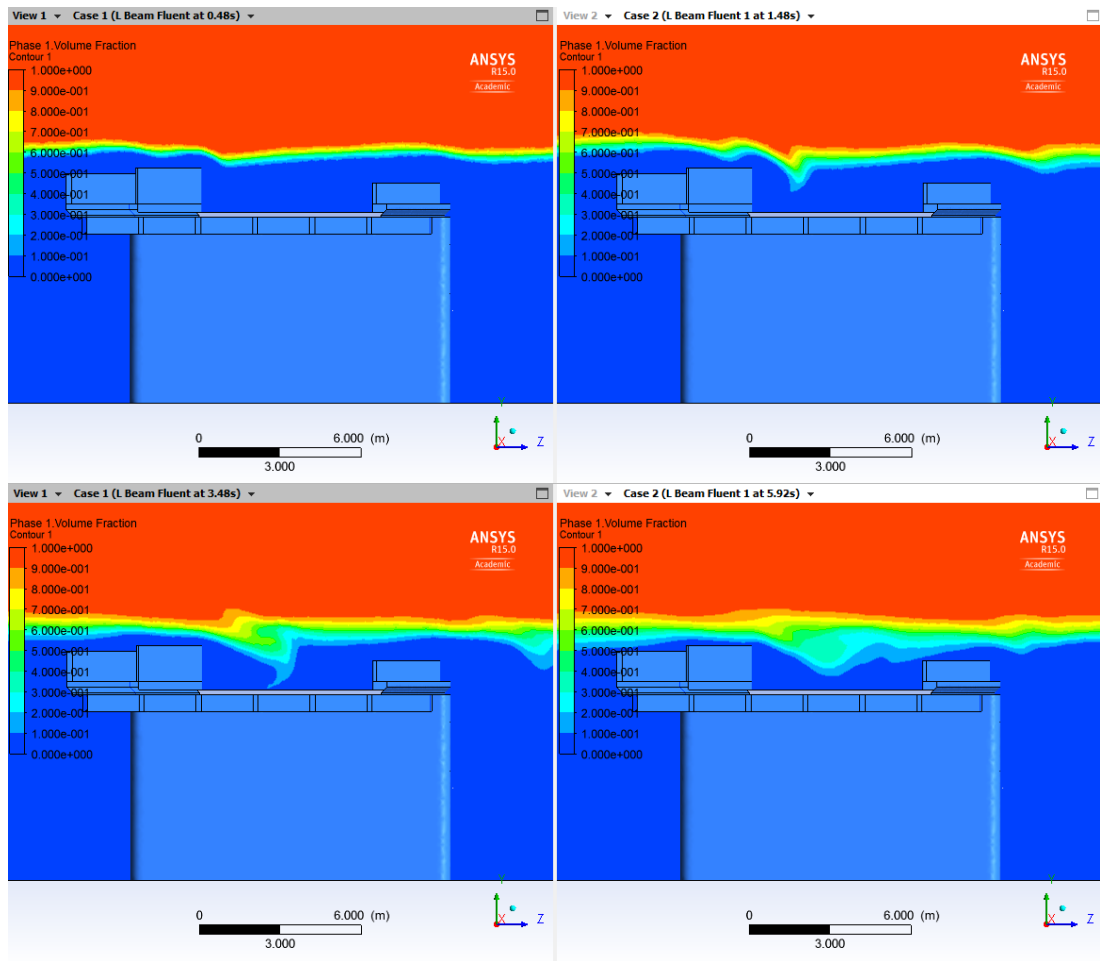 View 1 Case 1 (L Beam Fluent at 0.48s)
Phase 1.Volume Fraction
Contour 1
1.000e+000
9.000e-001
8.000e-001
7.000e-001
6.000e-001
5.000e-001
4.000e-001
3.000e-001
2.000e-001
1.000e-001
0.000e+000
ANSYS
R15.0
Academic
0 6.000 (m)
3.000
Y
X Z
View 2 Case 2 (L Beam Fluent 1 at 1.48s)
Phase 1.Volume Fraction
Contour 1
1.000e+000
9.000e-001
8.000e-001
7.000e-001
6.000e-001
5.000e-001
4.000e-001
3.000e-001
2.000e-001
1.000e-001
0.000e+000
ANSYS
R15.0
Academic
0 6.000 (m)
3.000
Y
X Z
View 1 Case 1 (L Beam Fluent at 3.48s)
Phase 1.Volume Fraction
Contour 1
1.000e+000
9.000e-001
8.000e-001
7.000e-001
6.000e-001
5.000e-001
4.000e-001
3.000e-001
2.000e-001
1.000e-001
0.000e+000
ANSYS
R15.0
Academic
0 6.000 (m)
3.000
Y
X Z
View 2 Case 2 (L Beam Fluent 1 at 5.92s)
Phase 1.Volume Fraction
Contour 1
1.000e+000
9.000e-001
8.000e-001
7.000e-001
6.000e-001
5.000e-001
4.000e-001
3.000e-001
2.000e-001
1.000e-001
0.000e+000
ANSYS
R15.0
Academic
0 6.000 (m)
3.000
Y
X Z